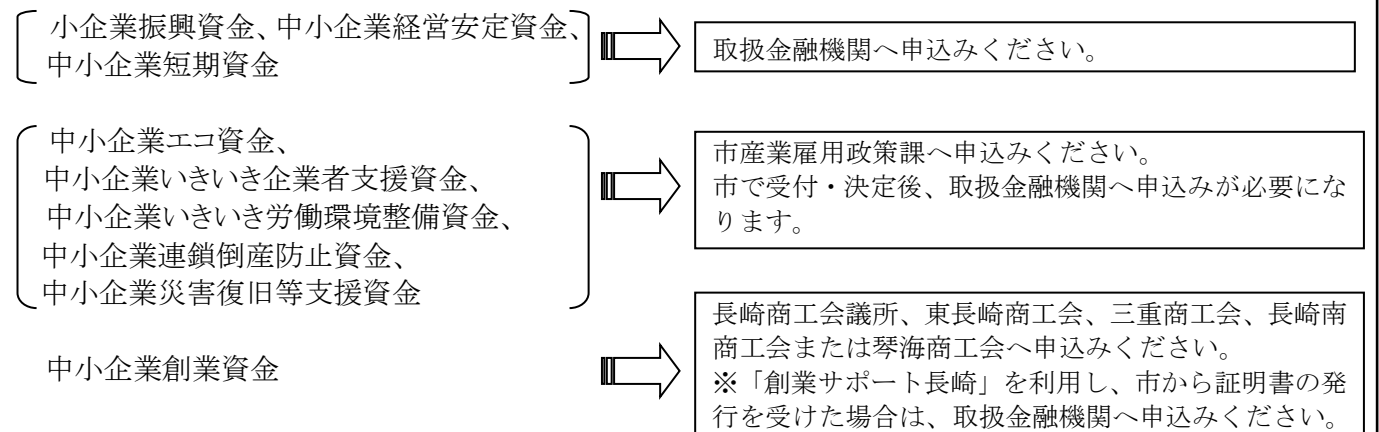 小企業振興資金、中小企業経営安定資金、
中小企業短期資金
取扱金融機関へ申込みください。
中小企業エコ資金、
中小企業いきいき企業者支援資金、
中小企業いきいき労働環境整備資金、
中小企業連鎖倒産防止資金、
中小企業災害復旧等支援資金
市産業雇用政策課へ申込みください。
市で受付・決定後、取扱金融機関へ申込みが必要にな
ります。
中小企業創業資金
長崎商工会議所、東長崎商工会、三重商工会、長崎南
商工会または琴海商工会へ申込みください。
※「創業サポート長崎」を利用し、市から証明書の発
行を受けた場合は、取扱金融機関へ申込みください。